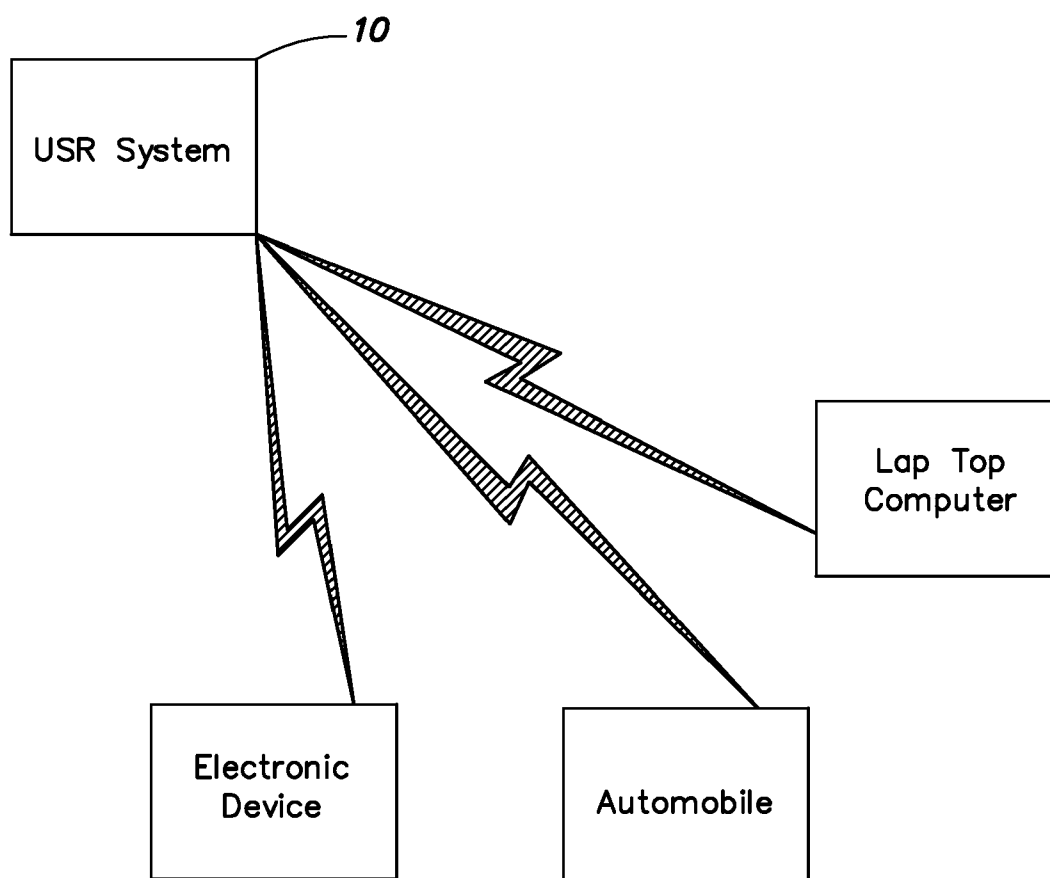 10
USR System
Lap Top
Computer
Electronic
Device
Automobile